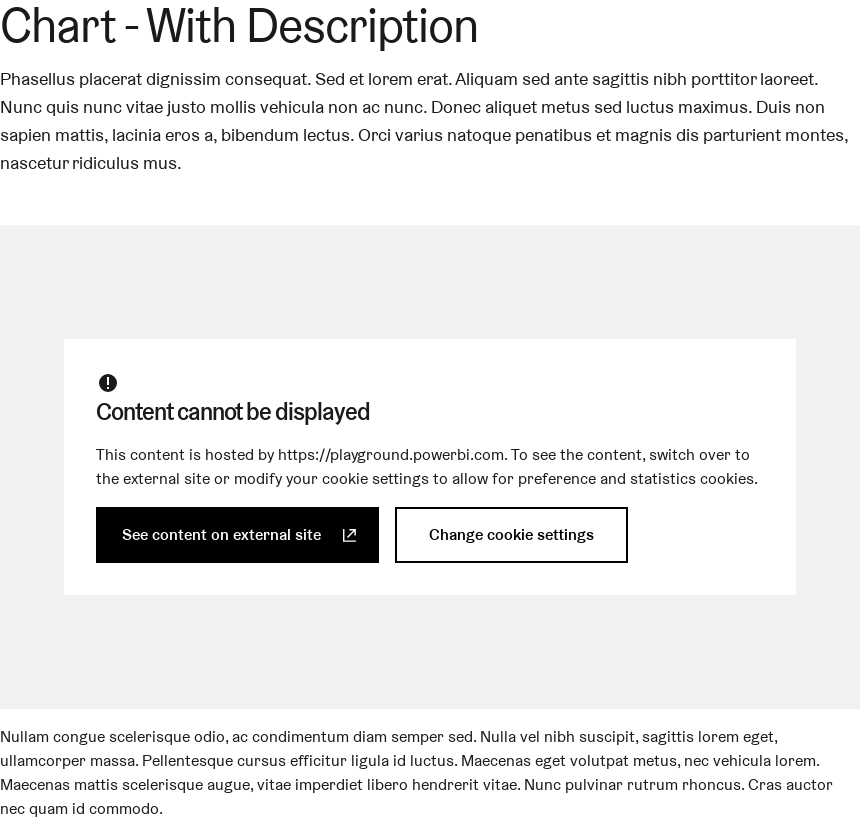 Chart - With Description
Phasellus placerat dignissim consequat. Sed et lorem erat. Aliquam sed ante sagittis nibh porttitor laoreet.
Nunc quis nunc vitae justo mollis vehicula non ac nunc. Donec aliquet metus sed luctus maximus. Duis non
sapien mattis, lacinia eros a, bibendum lectus. Orci varius natoque penatibus et magnis dis parturient montes,
nascetur ridiculus mus.
Content cannot be displayed
This content is hosted by https://playground.powerbi.com. To see the content, switch over to
the external site or modify your cookie settings to allow for preference and statistics cookies.
See content on external site
Change cookie settings
Nullam congue scelerisque odio, ac condimentum diam semper sed. Nulla vel nibh suscipit, sagittis lorem eget,
ullamcorper massa. Pellentesque cursus efficitur ligula id luctus. Maecenas eget volutpat metus, nec vehicula lorem.
Maecenas mattis scelerisque augue, vitae imperdiet libero hendrerit vitae. Nunc pulvinar rutrum rhoncus. Cras auctor
nec quam id commodo.